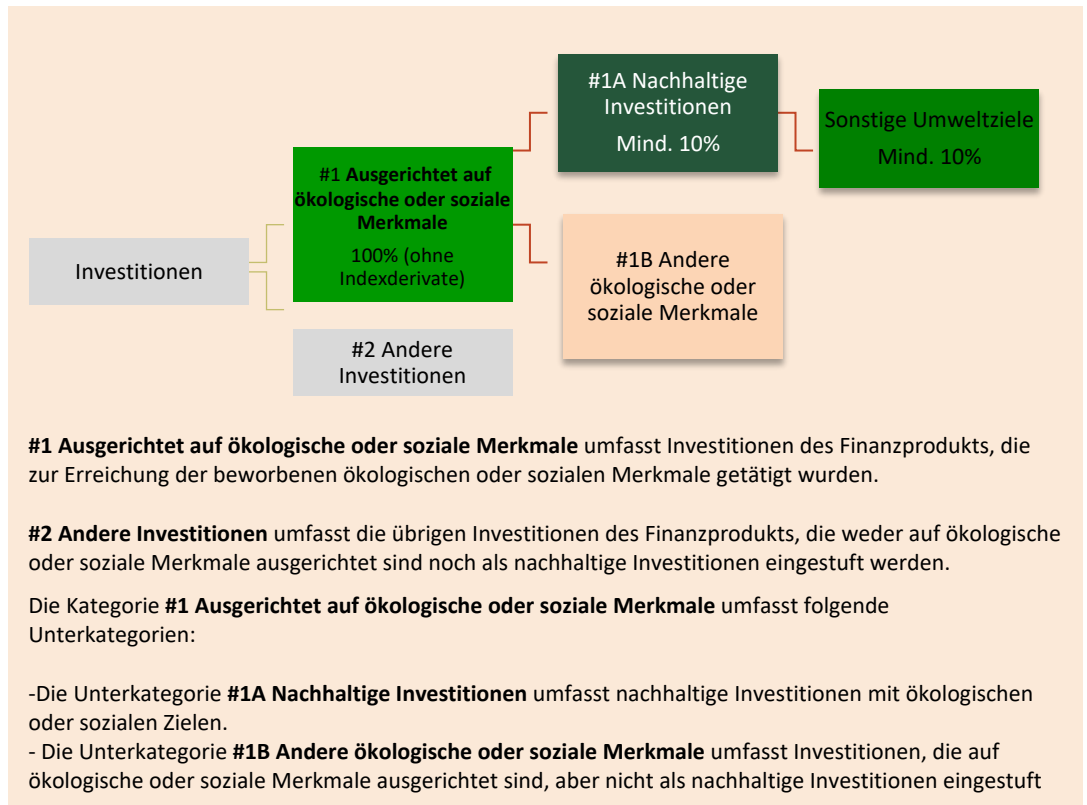 #1A Nachhaltige
Investitionen
Mind. 10%
Sonstige Umweltziele
Mind. 10%
#1 Ausgerichtet auf
ökologische oder soziale
Merkmale
100% (ohne
Indexderivate)
Investitionen
#1B Andere
ökologische oder
soziale Merkmale
#2 Andere
Investitionen
#1 Ausgerichtet auf ökologische oder soziale Merkmale umfasst Investitionen des Finanzprodukts, die
zur Erreichung der beworbenen ökologischen oder sozialen Merkmale getätigt wurden.
#2 Andere Investitionen umfasst die übrigen Investitionen des Finanzprodukts, die weder auf ökologische
oder soziale Merkmale ausgerichtet sind noch als nachhaltige Investitionen eingestuft werden.
Die Kategorie #1 Ausgerichtet auf ökologische oder soziale Merkmale umfasst folgende
Unterkategorien:
-Die Unterkategorie #1A Nachhaltige Investitionen umfasst nachhaltige Investitionen mit ökologischen
oder sozialen Zielen.
- Die Unterkategorie #1B Andere ökologische oder soziale Merkmale umfasst Investitionen, die auf
ökologische oder soziale Merkmale ausgerichtet sind, aber nicht als nachhaltige Investitionen eingestuft